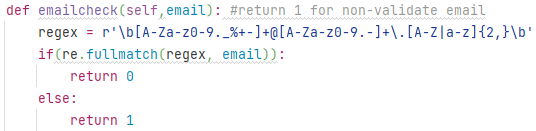 def emailcheck(self,email): #return 1 for non-validate email
    regex = r'\b[A-Za-z0-9._%+-]+@[A-Za-z0-9.-]+\.[A-Z|a-z]{2,}\b'
    if(re.fullmatch(regex, email)):
        return 0
    else:
        return 1